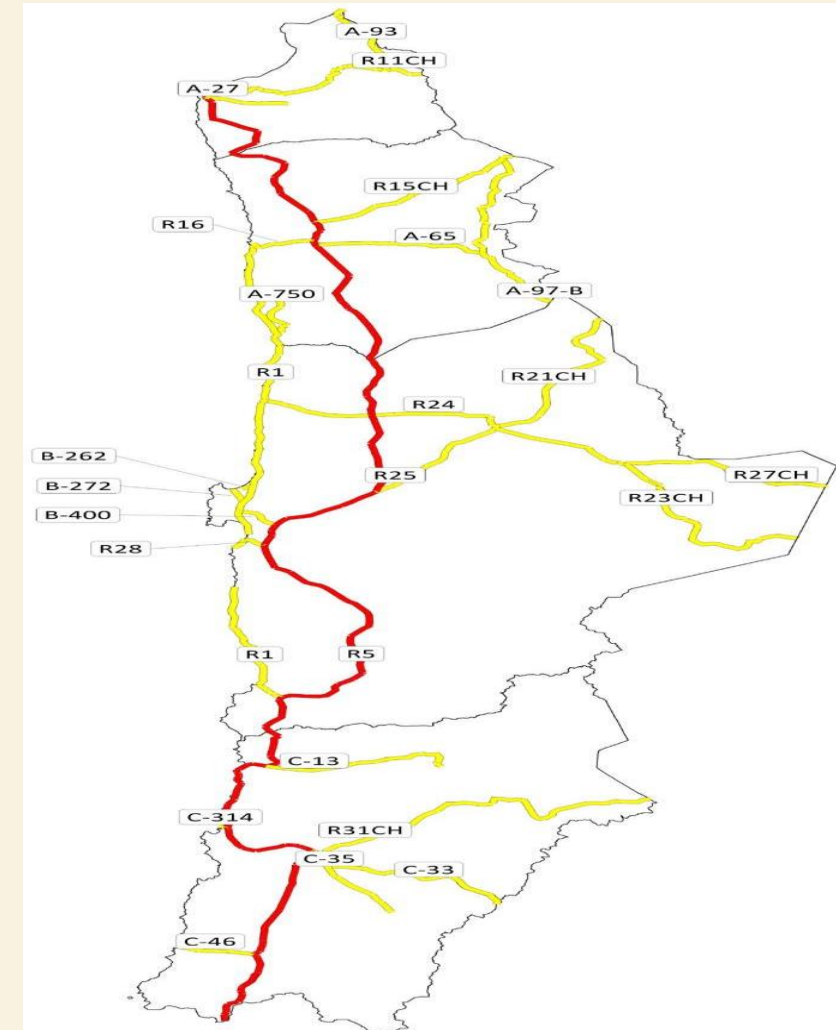 A-93
R11CH
A-27
R15CH
R16
A-65
A-97-B
A-750
R1
R21CH
R24
B-262
R25
R27CH
B-272
R23CH
B-400
R28
R1
R5
C-13
C-314
R31CH
C-35
C-33
C-46